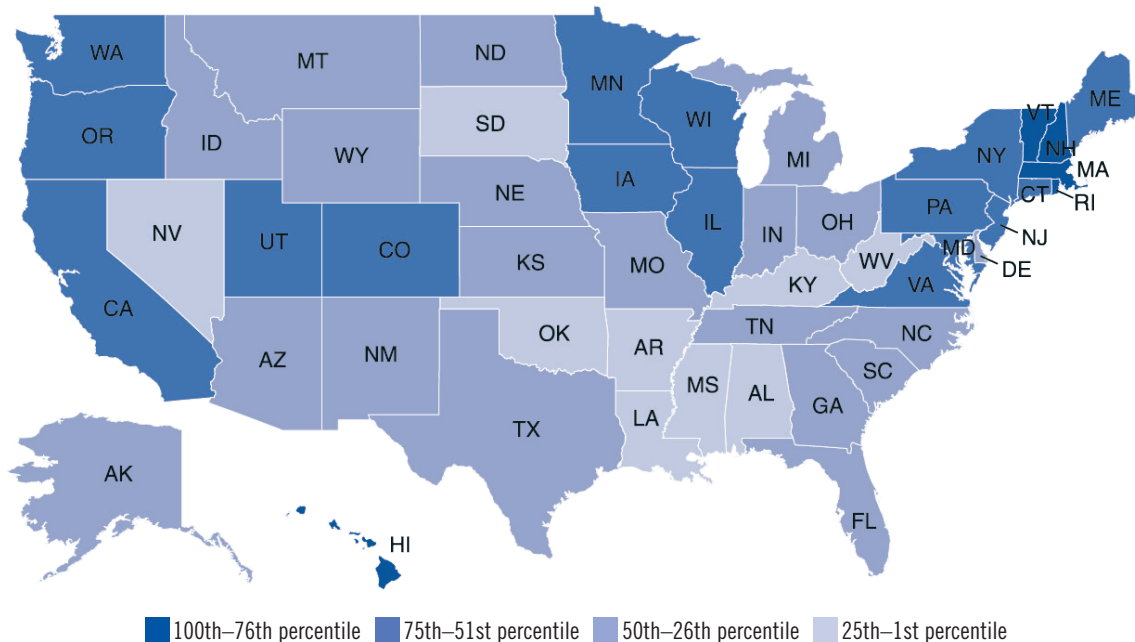 WA
MT
ND
MN
ME
VT
NH
OR
ID
SD
WI
NY
MA
WY
MI
CT
RI
IA
PA
NE
NJ
NV
UT
CO
IL
IN
OH
MD
DE
KS
MO
WV
VA
CA
KY
TN
NC
AZ
NM
OK
AR
SC
MS
AL
GA
LA
TX
AK
FL
HI
100th–76th percentile
75th–51st percentile
50th–26th percentile
25th–1st percentile